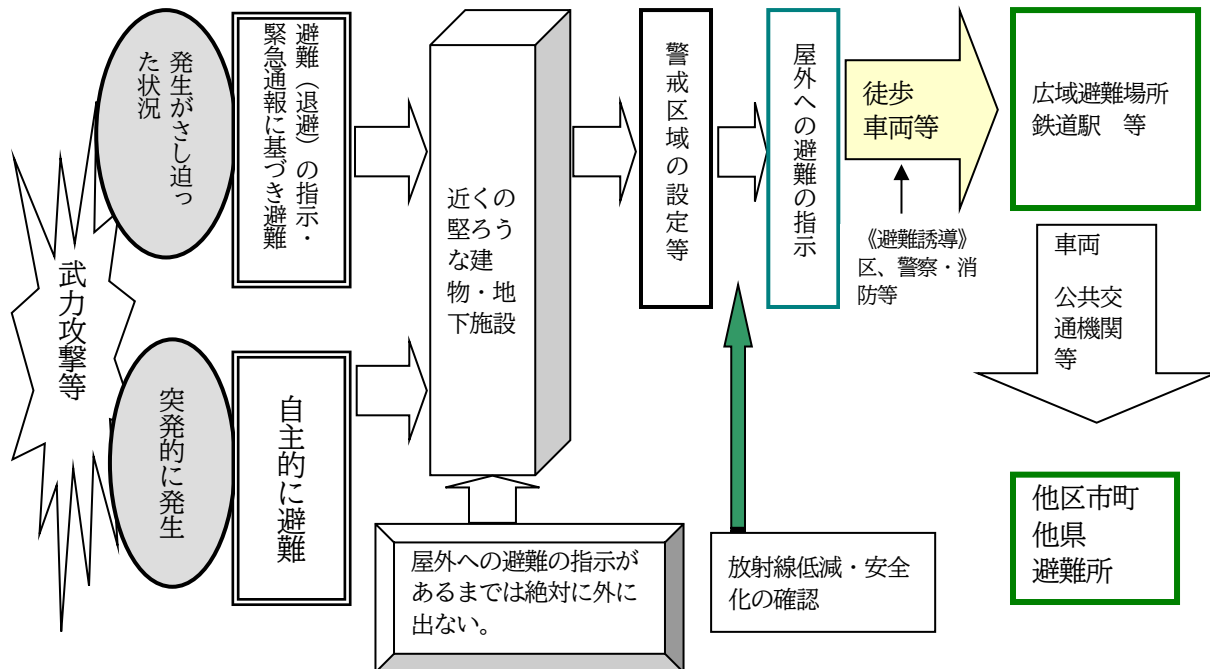 武力攻撃等
発生がさし迫っ
た状況
避難（退避）の指示・
緊急通報に基づき避難
突発的に発生
自主的に避難
近くの
堅ろう
な建
物・地
下施設
屋外への避難の指示が
あるまでは絶対に外に
出ない。
警戒区域の設定等
放射線低減・安全
化の確認
屋外への避難の指示
徒歩
車両等
《避難誘導》
区、警察・消
防等
広域避難場所
鉄道駅　等
車両
公共交
通機関
等
他区市町
他県
避難所